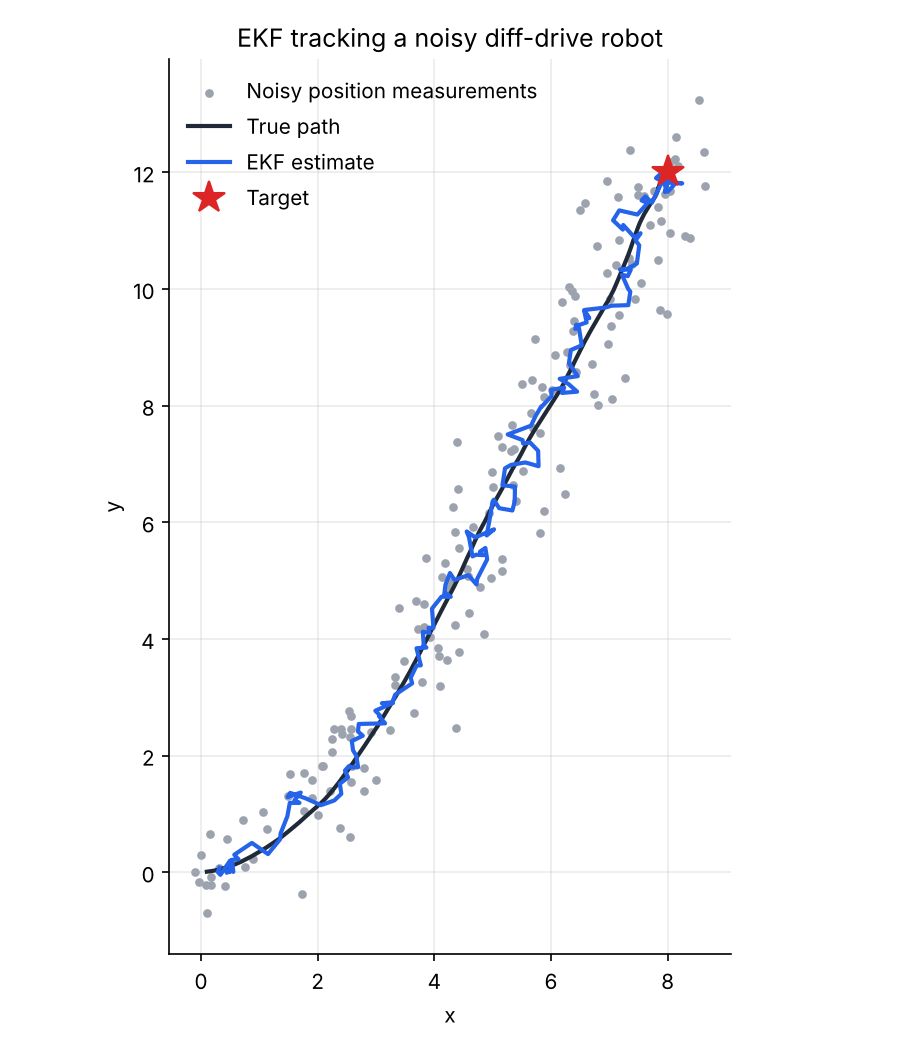 EKF tracking a noisy diff-drive robot
Noisy position measurements
True path
EKF estimate
Target
12
10
8
6
4
2
0
y
0 2 4 6 8
x